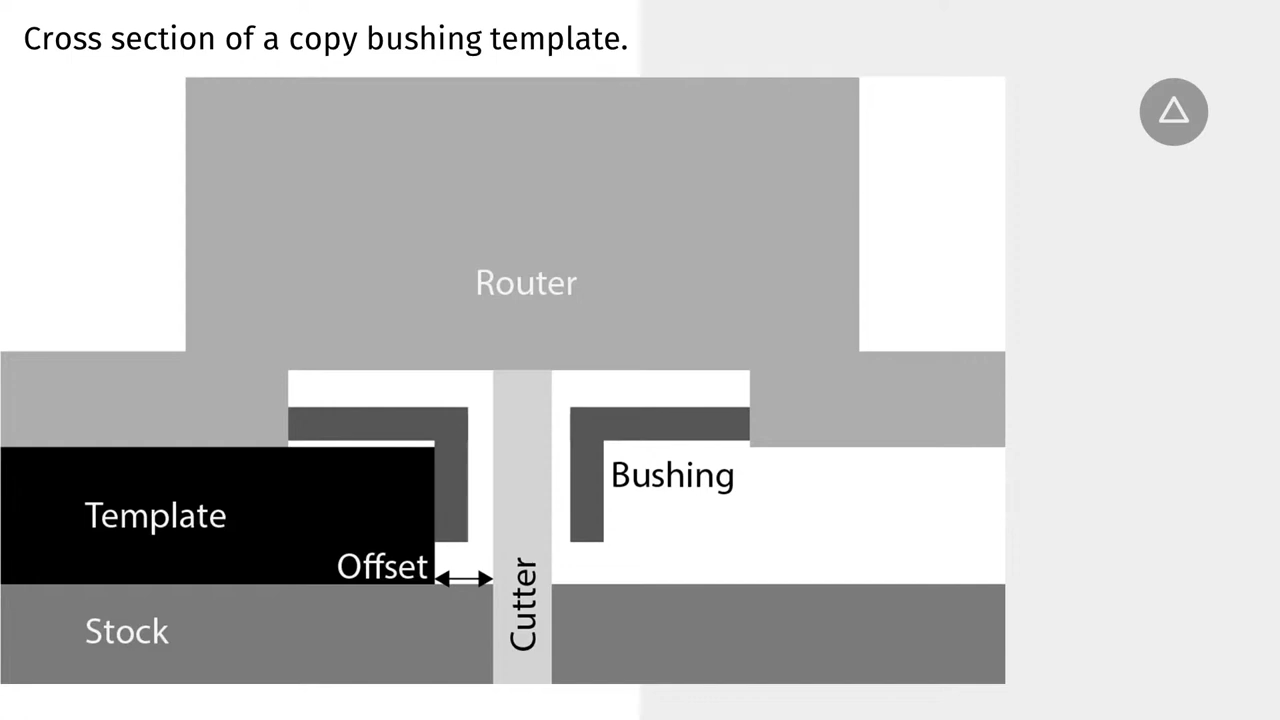 Cross section of a copy bushing template.
Router
Bushing
Template
Offset
Cutter
Stock